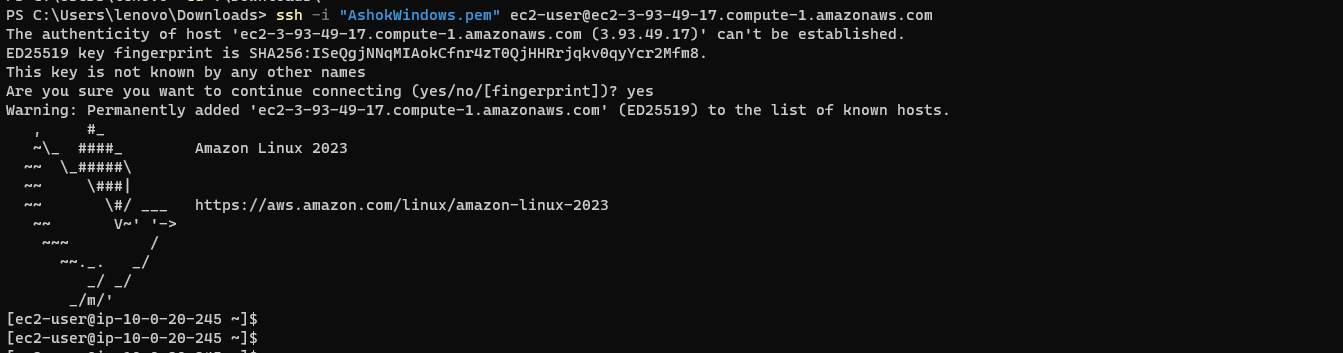 PS C:\Users\lenovo\Downloads> ssh -i "AshokWindows.pem" ec2-user@ec2-3-93-49-17.compute-1.amazonaws.com
The authenticity of host 'ec2-3-93-49-17.compute-1.amazonaws.com (3.93.49.17)' can't be established.
ED25519 key fingerprint is SHA256:ISeQgjNNqMIAokCfnr4zT0QjHHRrjqkv0qyYcr2Mfm8.
This key is not known by any other names
Are you sure you want to continue connecting (yes/no/[fingerprint])? yes
Warning: Permanently added 'ec2-3-93-49-17.compute-1.amazonaws.com' (ED25519) to the list of known hosts.
   ,     #_
   ~\_  ####_        Amazon Linux 2023
  ~~  \_#####\
  ~~     \###|
  ~~       \#/ ___   https://aws.amazon.com/linux/amazon-linux-2023
   ~~       V~' '->
    ~~~         /
      ~~._.   _/
         _/ _/
       _/m/'
[ec2-user@ip-10-0-20-245 ~]$
[ec2-user@ip-10-0-20-245 ~]$